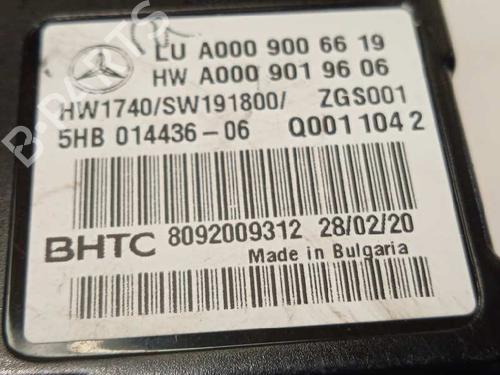 LU A000 900 66 19
HW A000 901 96 06
HW1740/SW191800/ ZGS001
5HB 014436-06 Q001 104 2
BHTC 8092009312 28/02/20
Made in Bulgaria
B-PARTS